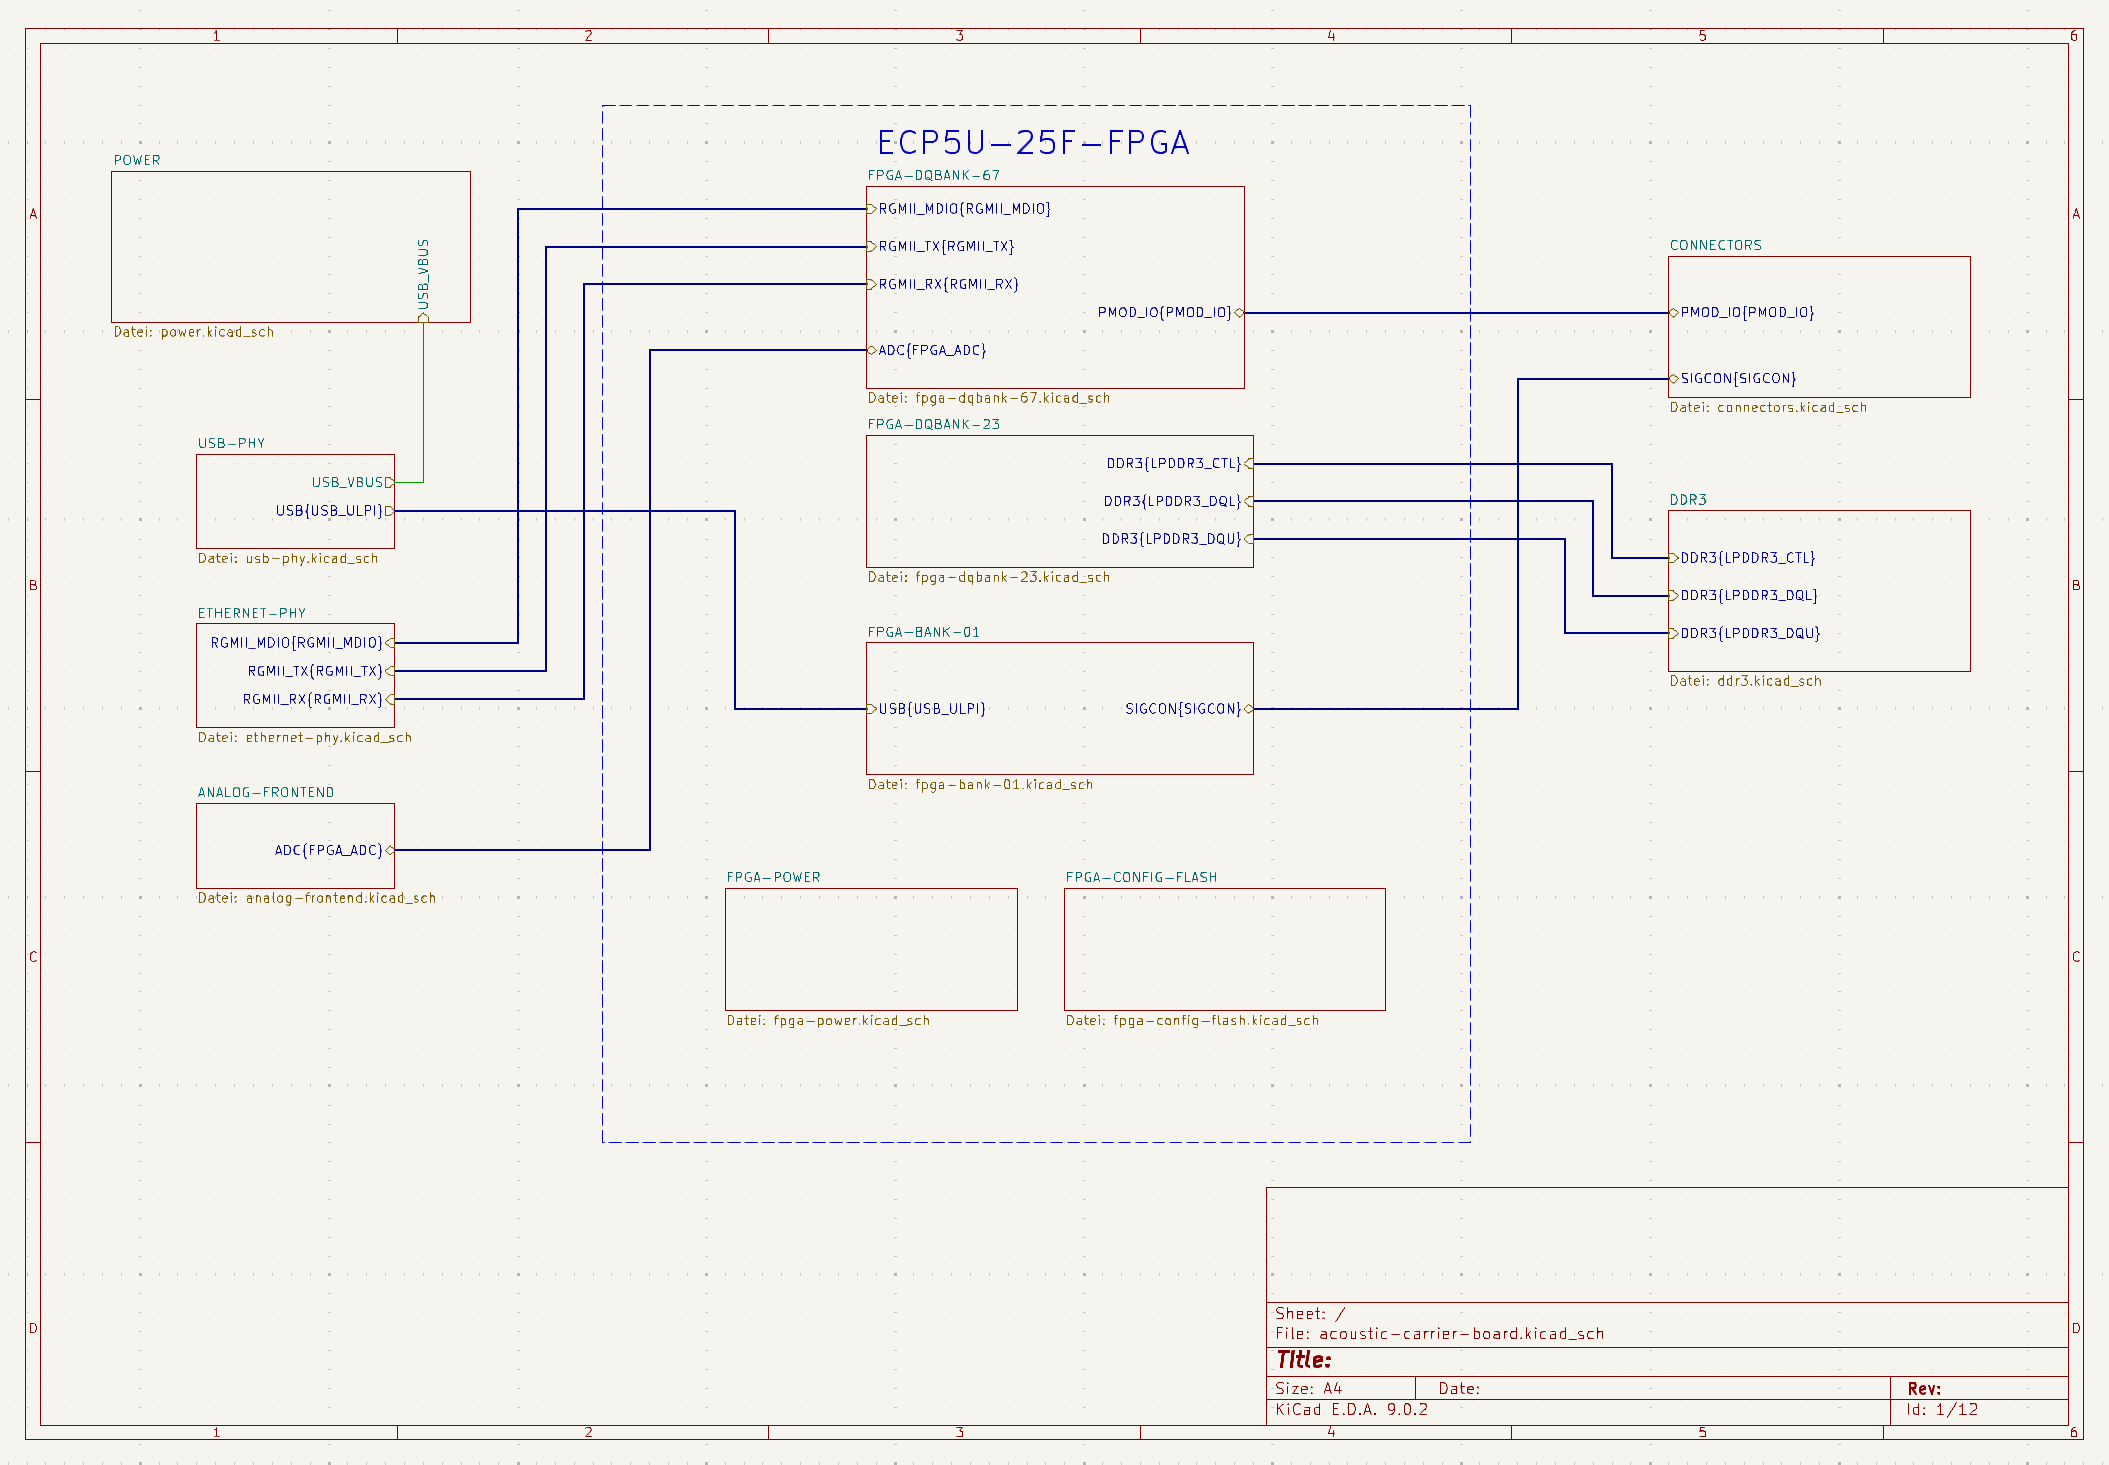 1 2 3 4 5 6
A A
B B
C C
D D
ECP5U-25F-FPGA
POWER
USB_VBUS
Datei: power.kicad_sch
USB-PHY
USB_VBUS
USB{USB_ULPI}
Datei: usb-phy.kicad_sch
ETHERNET-PHY
RGMII_MDIO{RGMII_MDIO}
RGMII_TX{RGMII_TX}
RGMII_RX{RGMII_RX}
Datei: ethernet-phy.kicad_sch
ANALOG-FRONTEND
ADC{FPGA_ADC}
Datei: analog-frontend.kicad_sch
FPGA-DQBANK-67
RGMII_MDIO{RGMII_MDIO}
RGMII_TX{RGMII_TX}
RGMII_RX{RGMII_RX}
PMOD_IO{PMOD_IO}
ADC{FPGA_ADC}
Datei: fpga-dqbank-67.kicad_sch
FPGA-DQBANK-23
DDR3{LPDDR3_CTL}
DDR3{LPDDR3_DQL}
DDR3{LPDDR3_DQU}
Datei: fpga-dqbank-23.kicad_sch
FPGA-BANK-01
USB{USB_ULPI} SIGCON{SIGCON}
Datei: fpga-bank-01.kicad_sch
FPGA-POWER
Datei: fpga-power.kicad_sch
FPGA-CONFIG-FLASH
Datei: fpga-config-flash.kicad_sch
CONNECTORS
PMOD_IO{PMOD_IO}
SIGCON{SIGCON}
Datei: connectors.kicad_sch
DDR3
DDR3{LPDDR3_CTL}
DDR3{LPDDR3_DQL}
DDR3{LPDDR3_DQU}
Datei: ddr3.kicad_sch
Sheet: /
File: acoustic-carrier-board.kicad_sch
Title:
Size: A4 Date: Rev:
KiCad E.D.A. 9.0.2 Id: 1/12
1 2 3 4 5 6